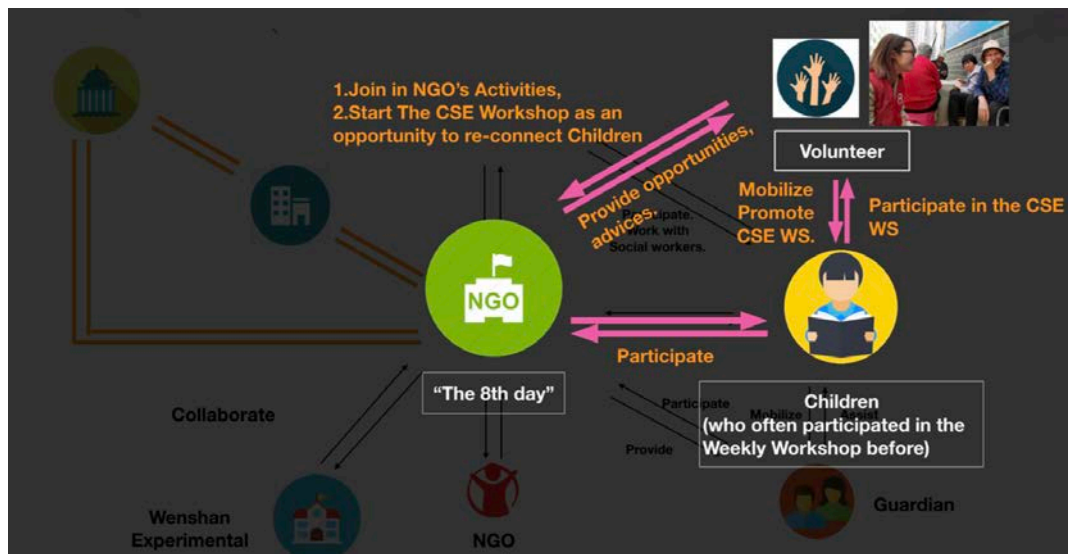 1.Join in NGO's Activities,
2.Start The CSE Workshop as an
opportunity to re-connect Children
Volunteer
Provide opportunities,
advices.
Participate.
Work with
Social workers.
Mobilize
Promote
CSE WS.
Participate in the CSE
WS
NGO
Participate
"The 8th day"
Children
(who often participated in the
Weekly Workshop before)
Collaborate
Participate
Mobilize
Assist
Provide
Wenshan
Experimental
NGO
Guardian